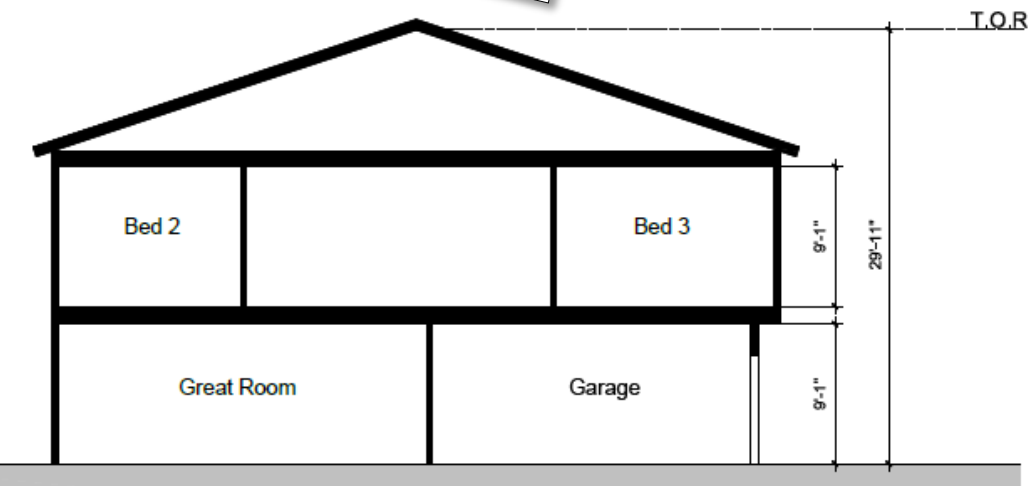 T.O.R
Bed 2
Bed 3
9'-1"
29'-11"
Great Room
Garage
9'-1"